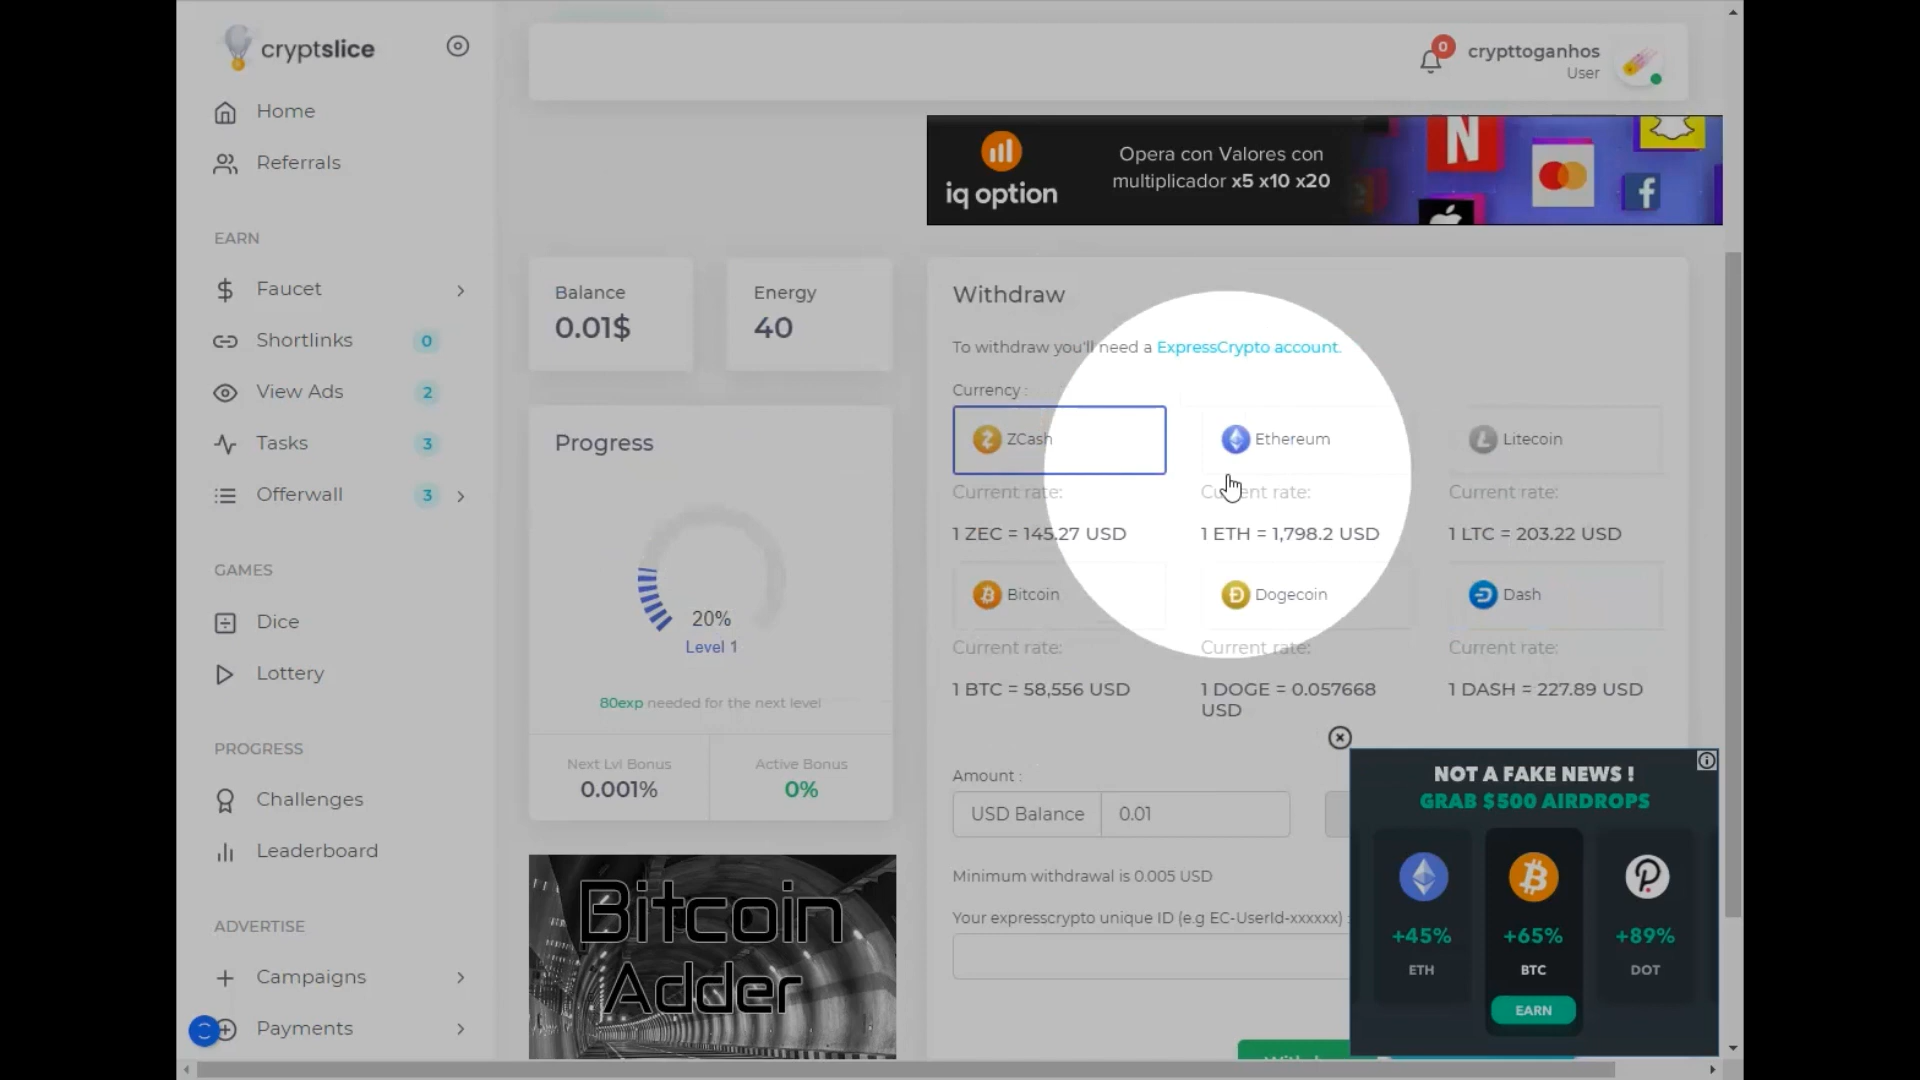 cryptslice
Home
Referrals
EARN
Faucet
Shortlinks 0
View Ads 2
Tasks 3
Offerwall 3
GAMES
Dice
Lottery
PROGRESS
Challenges
Leaderboard
ADVERTISE
Campaigns
Payments
0
crypttoganhos
User
iq option
Opera con Valores con
multiplicador x5 x10 x20
N
f
Balance
0.01$
Energy
40
Progress
20%
Level 1
80exp needed for the next level
Next Lvl Bonus
0.001%
Active Bonus
0%
Bitcoin
Adder
Withdraw
To withdraw you'll need a ExpressCrypto account.
Currency :
ZCash
Ethereum
Litecoin
Current rate:
Current rate:
Current rate:
1 ZEC = 145.27 USD
1 ETH = 1,798.2 USD
1 LTC = 203.22 USD
Bitcoin
Dogecoin
Dash
Current rate:
Current rate:
Current rate:
1 BTC = 58,556 USD
1 DOGE = 0.057668
USD
1 DASH = 227.89 USD
Amount :
USD Balance 0.01
Minimum withdrawal is 0.005 USD
Your expresscrypto unique ID (e.g EC-UserId-xxxxxx) :
NOT A FAKE NEWS !
GRAB $500 AIRDROPS
+45%
ETH
+65%
BTC
EARN
+89%
DOT